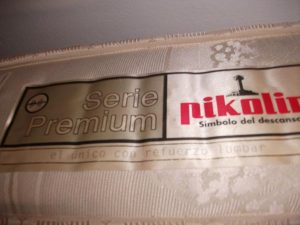 Serie
Premium
pikolin
Símbolo del descanso
el único con refuerzo lumbar